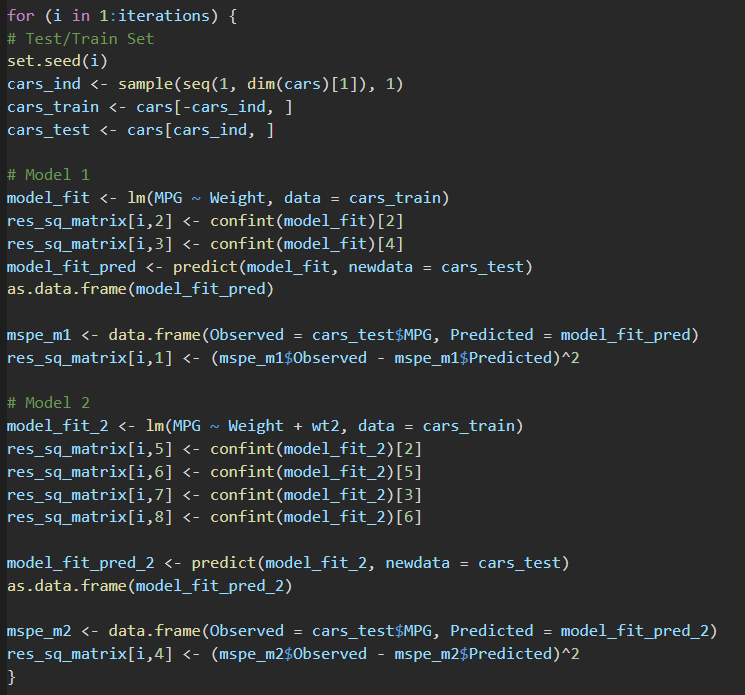 for (i in 1:iterations) {
# Test/Train Set
set.seed(i)
cars_ind <- sample(seq(1, dim(cars)[1]), 1)
cars_train <- cars[-cars_ind, ]
cars_test <- cars[cars_ind, ]
# Model 1
model_fit <- lm(MPG ~ Weight, data = cars_train)
res_sq_matrix[i,2] <- confint(model_fit)[2]
res_sq_matrix[i,3] <- confint(model_fit)[4]
model_fit_pred <- predict(model_fit, newdata = cars_test)
as.data.frame(model_fit_pred)
mspe_m1 <- data.frame(Observed = cars_test$MPG, Predicted = model_fit_pred)
res_sq_matrix[i,1] <- (mspe_m1$Observed - mspe_m1$Predicted)^2
# Model 2
model_fit_2 <- lm(MPG ~ Weight + wt2, data = cars_train)
res_sq_matrix[i,5] <- confint(model_fit_2)[2]
res_sq_matrix[i,6] <- confint(model_fit_2)[5]
res_sq_matrix[i,7] <- confint(model_fit_2)[3]
res_sq_matrix[i,8] <- confint(model_fit_2)[6]
model_fit_pred_2 <- predict(model_fit_2, newdata = cars_test)
as.data.frame(model_fit_pred_2)
mspe_m2 <- data.frame(Observed = cars_test$MPG, Predicted = model_fit_pred_2)
res_sq_matrix[i,4] <- (mspe_m2$Observed - mspe_m2$Predicted)^2
}